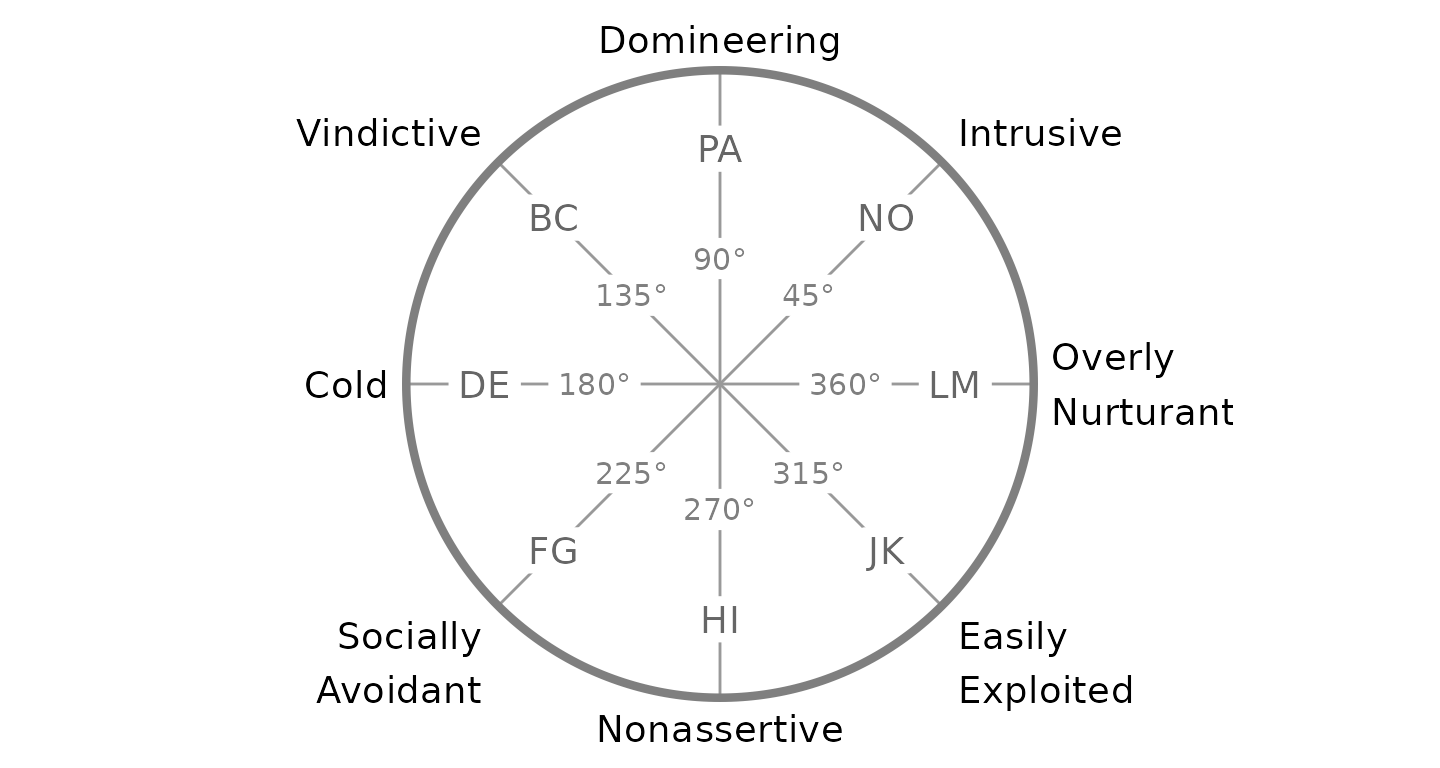 Domineering
Vindictive
Intrusive
PA
BC
NO
90°
135°
45°
Overly
Nurturant
Cold
DE
180°
360°
LM
225°
315°
270°
FG
JK
HI
Socially
Avoidant
Easily
Exploited
Nonassertive